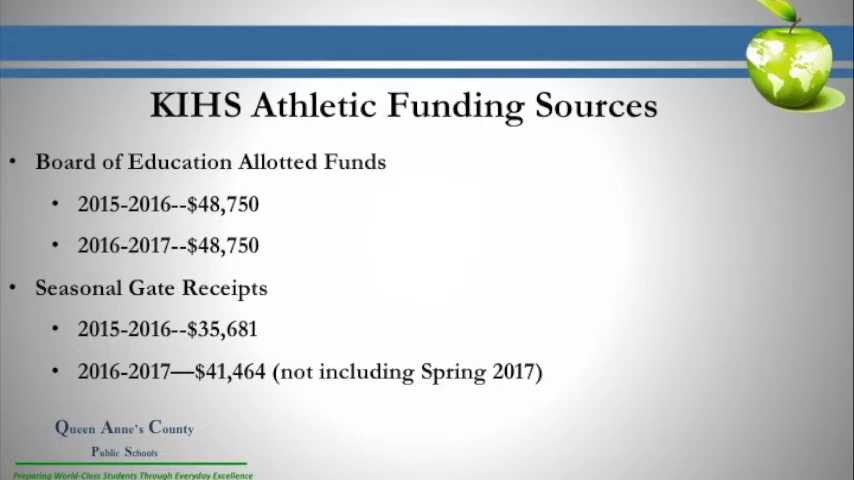 KIHS Athletic Funding Sources
• Board of Education Allotted Funds
• 2015-2016--$48,750
• 2016-2017--$48,750
• Seasonal Gate Receipts
• 2015-2016--$35,681
• 2016-2017—$41,464 (not including Spring 2017)
Queen Anne's County
Public Schools
Preparing World-Class Students Through Everyday Excellence